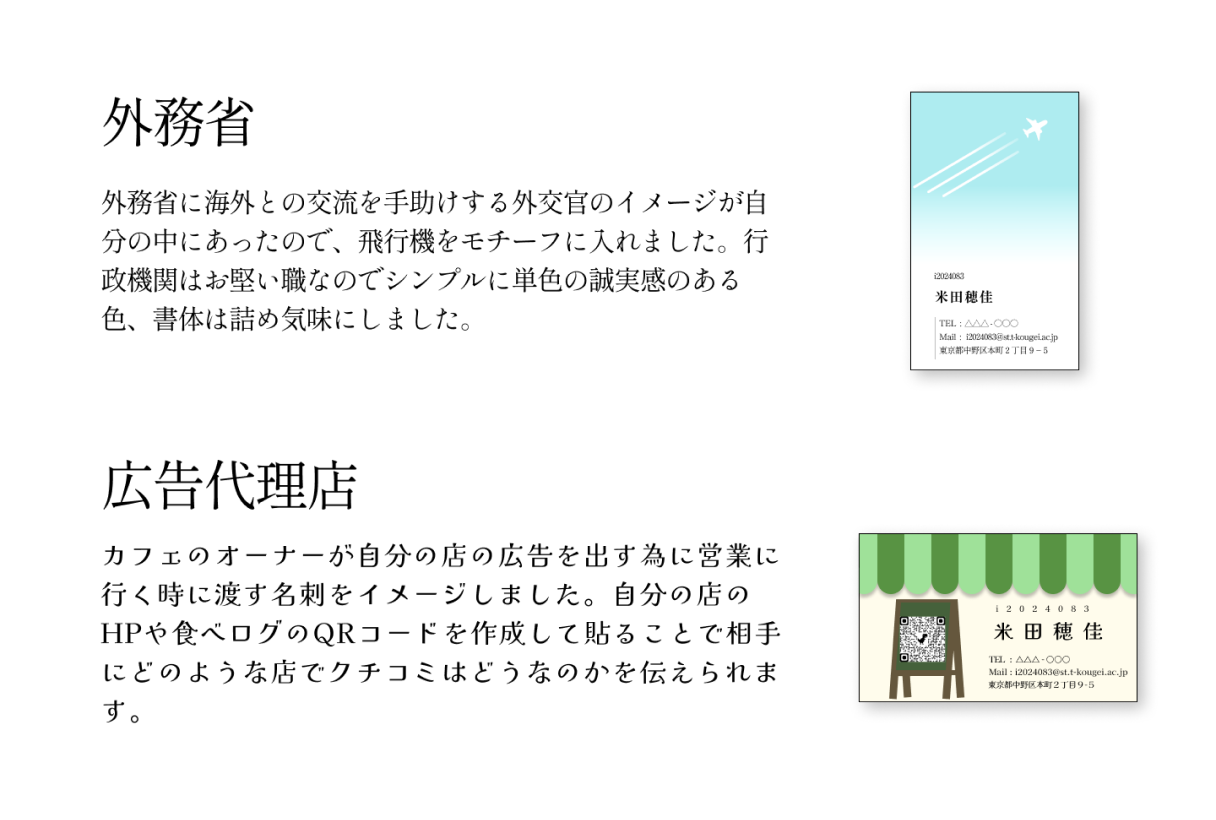 外務省
外務省に海外との交流を手助けする外交官のイメージが自
分の中にあったので、飛行機をモチーフに入れました。行
政機関はお堅い職なのでシンプルに単色の誠実感のある
色、書体は詰め気味にしました。
i2024083
米田穂佳
TEL：△△△-〇〇〇
Mail： i2024083@st.t-kougei.ac.jp
東京都中野区本町２丁目９−５
広告代理店
カフェのオーナーが自分の店の広告を出す為に営業に
行く時に渡す名刺をイメージしました。自分の店の
HPや食べログのQRコードを作成して貼ることで相手
にどのような店でクチコミはどうなのかを伝えられま
す。
i2024083
米田穂佳
TEL：△△△-〇〇〇
Mail：i2024083@st.t-kougei.ac.jp
東京都中野区本町２丁目9-5